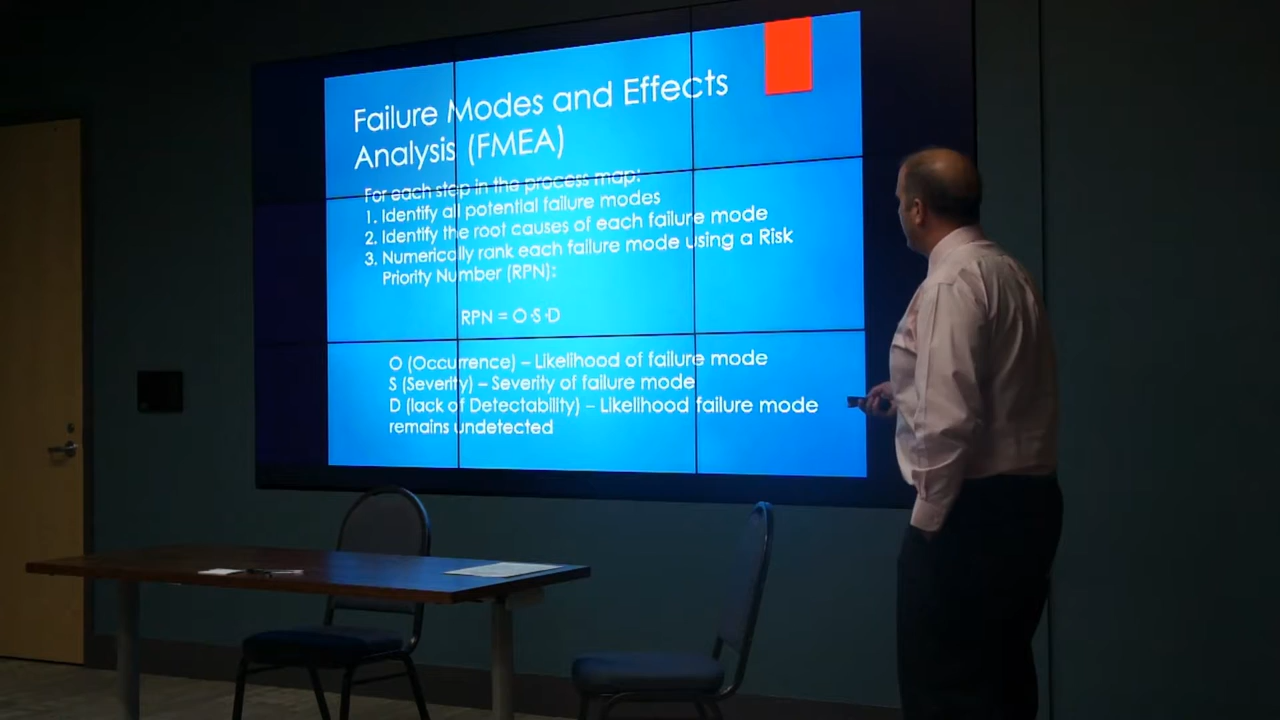 Failure Modes and Effects
Analysis (FMEA)
For each step in the process map:
1. Identify all potential failure modes
2. Identify the root causes of each failure mode
3. Numerically rank each failure mode using a Risk
Priority Number (RPN):
RPN = O·S·D
O (Occurrence) – Likelihood of failure mode
S (Severity) – Severity of failure mode
D (lack of Detectability) – Likelihood failure mode
remains undetected